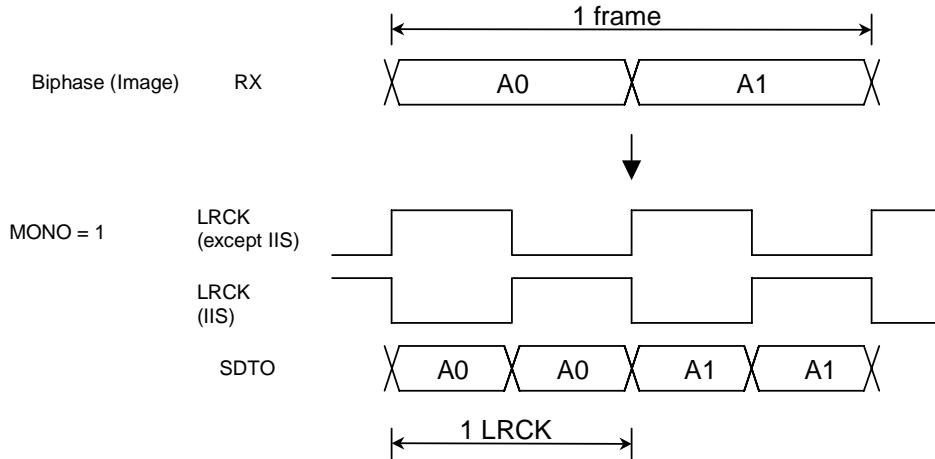 1 frame
Biphase (Image) RX A0 A1
MONO = 1
LRCK
(except IIS)
LRCK
(IIS)
SDTO A0 A0 A1 A1
1 LRCK